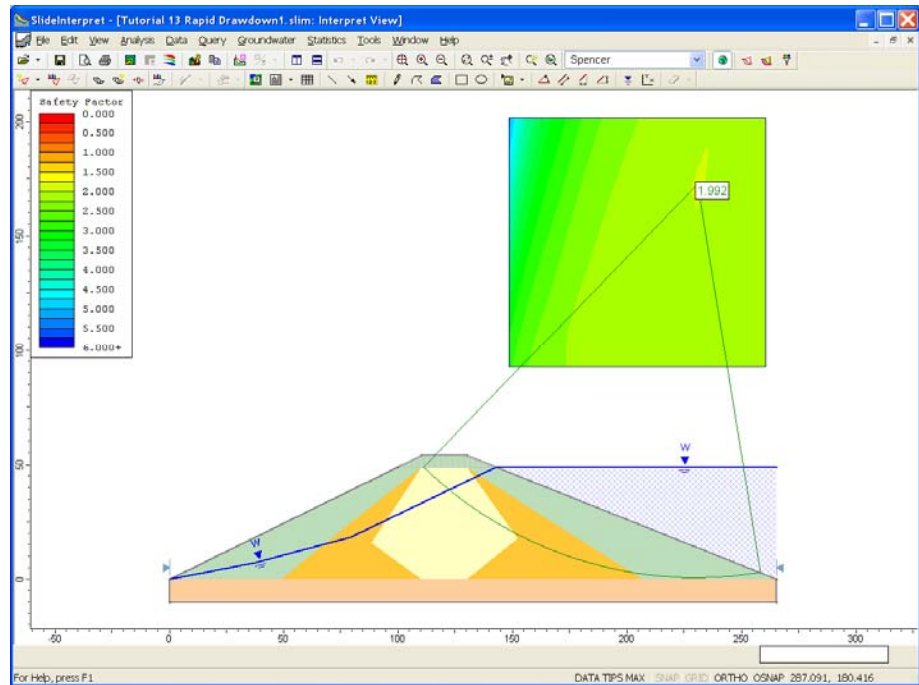 SlideInterpret - [Tutorial 13 Rapid Drawdown1.slim: Interpret View]
File Edit View Analysis Data Query Groundwater Statistics Tools Window Help
Spencer
Safety Factor
0.000
0.500
1.000
1.500
2.000
2.500
3.000
3.500
4.000
4.500
5.000
5.500
6.000+
200
150
100
50
0
1.992
W
W
-50 0 50 100 150 200 250 300
For Help, press F1
DATA TIPS MAX SNAP GRID ORTHO OSNAP 287.091, 180.416